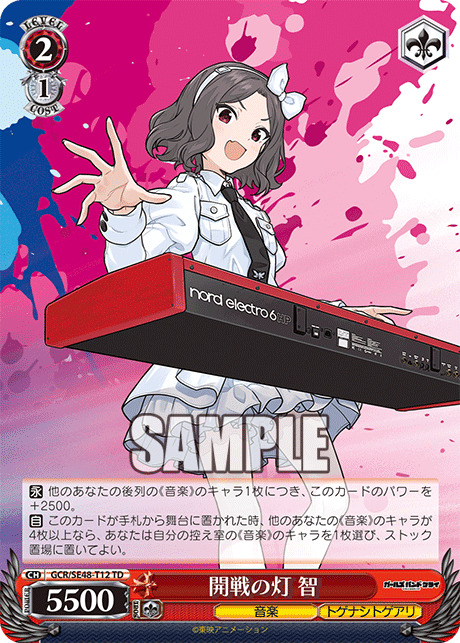 LEVEL
2
1
COST
nord electro 6 HP
SAMPLE
永 他のあなたの後列の《音楽》のキャラ1枚につき、このカードのパワーを
+2500。
自 このカードが手札から舞台に置かれた時、他のあなたの《音楽》のキャラが
4枚以上なら、あなたは自分の控え室の《音楽》のキャラを1枚選び、ストック
置場に置いてよい。
CH GCR/SE48-T12 TD
POWER
5500
SOUL
開戦の灯 智
ガールズバンドクライ
音楽
トゲナシトゲアリ
©東映アニメーション